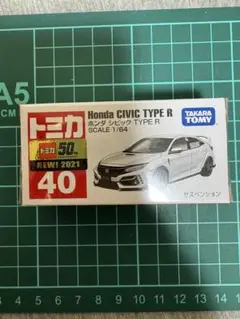 A5
CM
トミカ
トミカ 50th
NEW! 2021
40
Honda CIVIC TYPE R
ホンダ シビック TYPE R
SCALE 1/64
TAKARA
TOMY
サスペンション